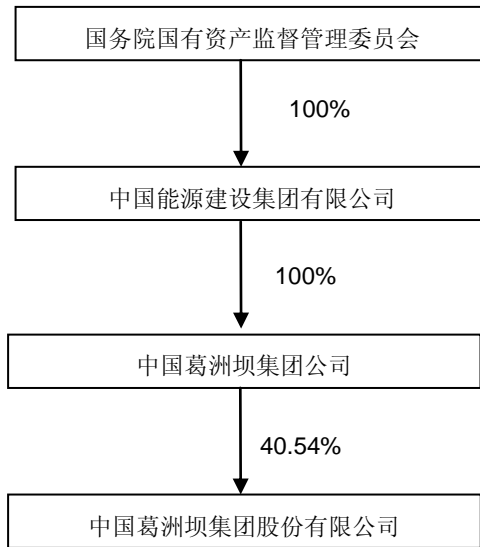 国务院国有资产监督管理委员会
100%
中国能源建设集团有限公司
100%
中国葛洲坝集团公司
40.54%
中国葛洲坝集团股份有限公司